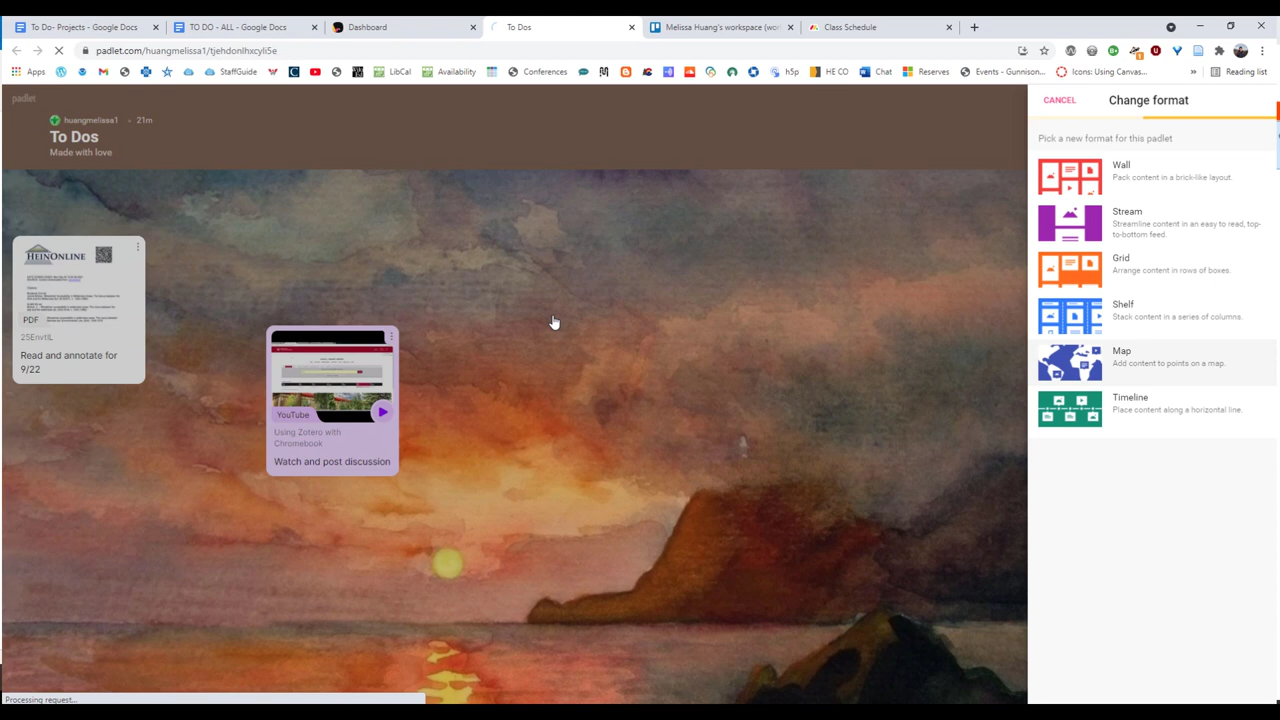 To Do- Projects - Google Docs
TO DO - ALL - Google Docs
Dashboard
To Dos
Melissa Huang's workspace (wo
Class Schedule
padlet.com/huangmelissa1/tjehdonlhxcyli5e
Apps
StaffGuide
LibCal
Availability
Conferences
h5p
HE CO
Chat
Reserves
Events - Gunnison...
Icons: Using Canvas...
»
Reading list
padlet
huangmelissa1 • 21m
To Dos
Made with love
HEINONLINE
PDF
25EnvtlL
Read and annotate for
9/22
YouTube
Using Zotero with
Chromebook
Watch and post discussion
CANCEL
Change format
Pick a new format for this padlet
Wall
Pack content in a brick-like layout.
Stream
Streamline content in an easy to read, top-
to-bottom feed.
Grid
Arrange content in rows of boxes.
Shelf
Stack content in a series of columns.
Map
Add content to points on a map.
Timeline
Place content along a horizontal line.
Processing request...